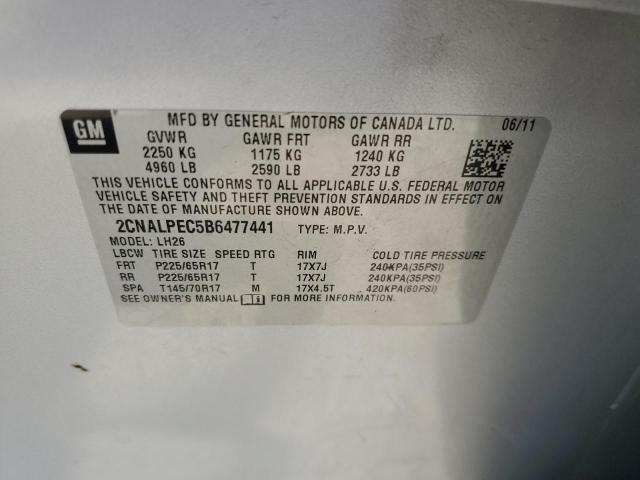 GM
MFD BY GENERAL MOTORS OF CANADA LTD. 06/11
GVWR GAWR FRT GAWR RR
2250 KG 1175 KG 1240 KG
4960 LB 2590 LB 2733 LB
THIS VEHICLE CONFORMS TO ALL APPLICABLE U.S. FEDERAL MOTOR
VEHICLE SAFETY AND THEFT PREVENTION STANDARDS IN EFFECT ON
THE DATE OF MANUFACTURE SHOWN ABOVE.
2CNALPEC5B6477441 TYPE: M.P.V.
MODEL: LH26
LBCW TIRE SIZE SPEED RTG RIM COLD TIRE PRESSURE
FRT P225/65R17 T 17X7J 240KPA(35PSI)
RR P225/65R17 T 17X7J 240KPA(35PSI)
SPA T145/70R17 M 17X4.5T 420KPA(60PSI)
SEE OWNER'S MANUAL FOR MORE INFORMATION.